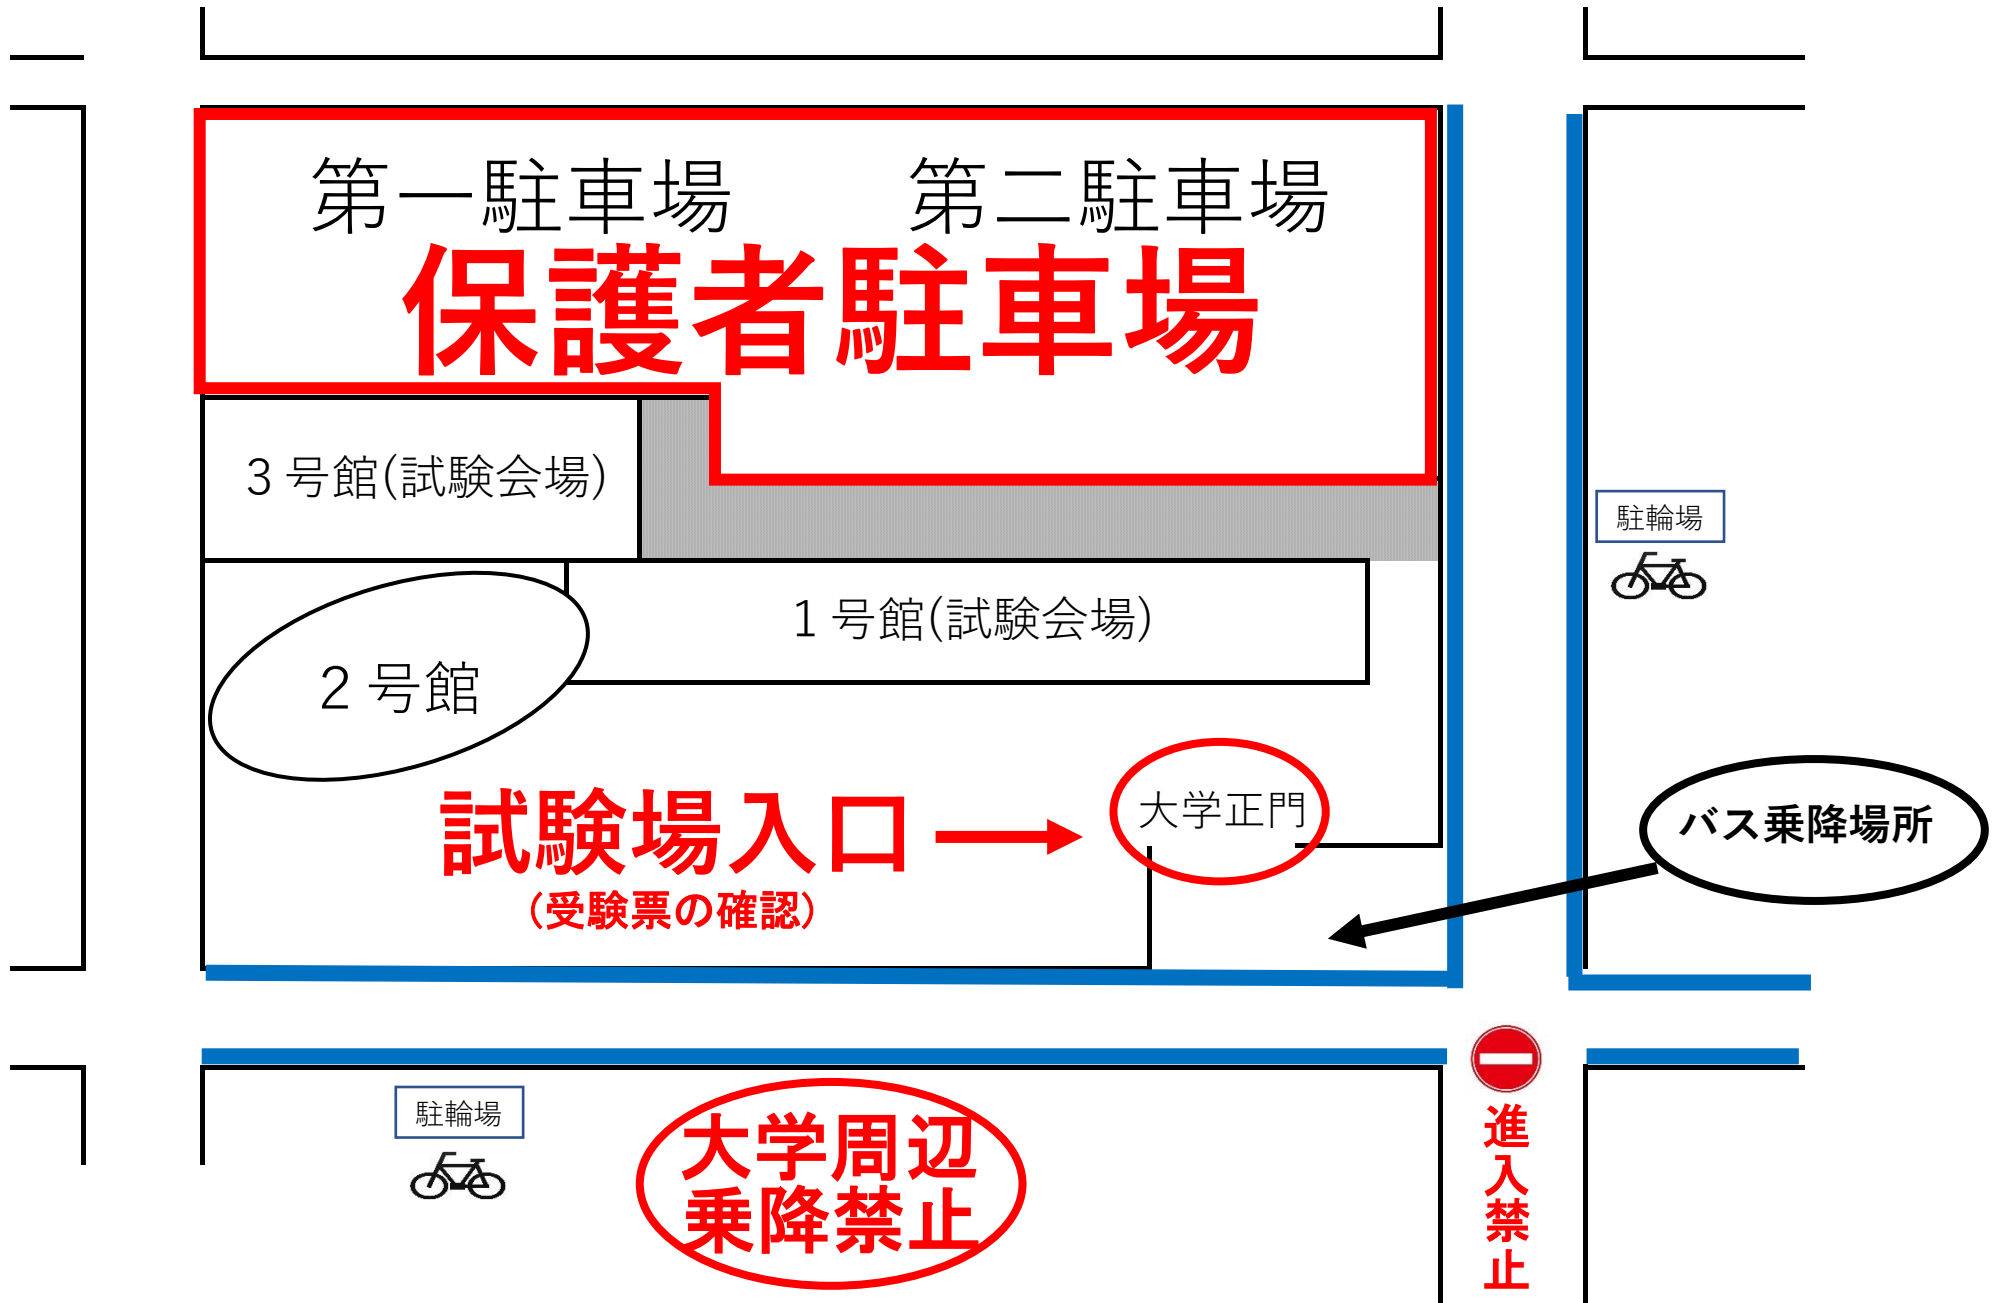 第一駐車場
第二駐車場
保護者駐車場
3号館(試験会場)
駐輪場
1号館(試験会場)
2号館
大学正門
バス乗降場所
試験場入口
(受験票の確認)
駐輪場
大学周辺
乗降禁止
進入禁止